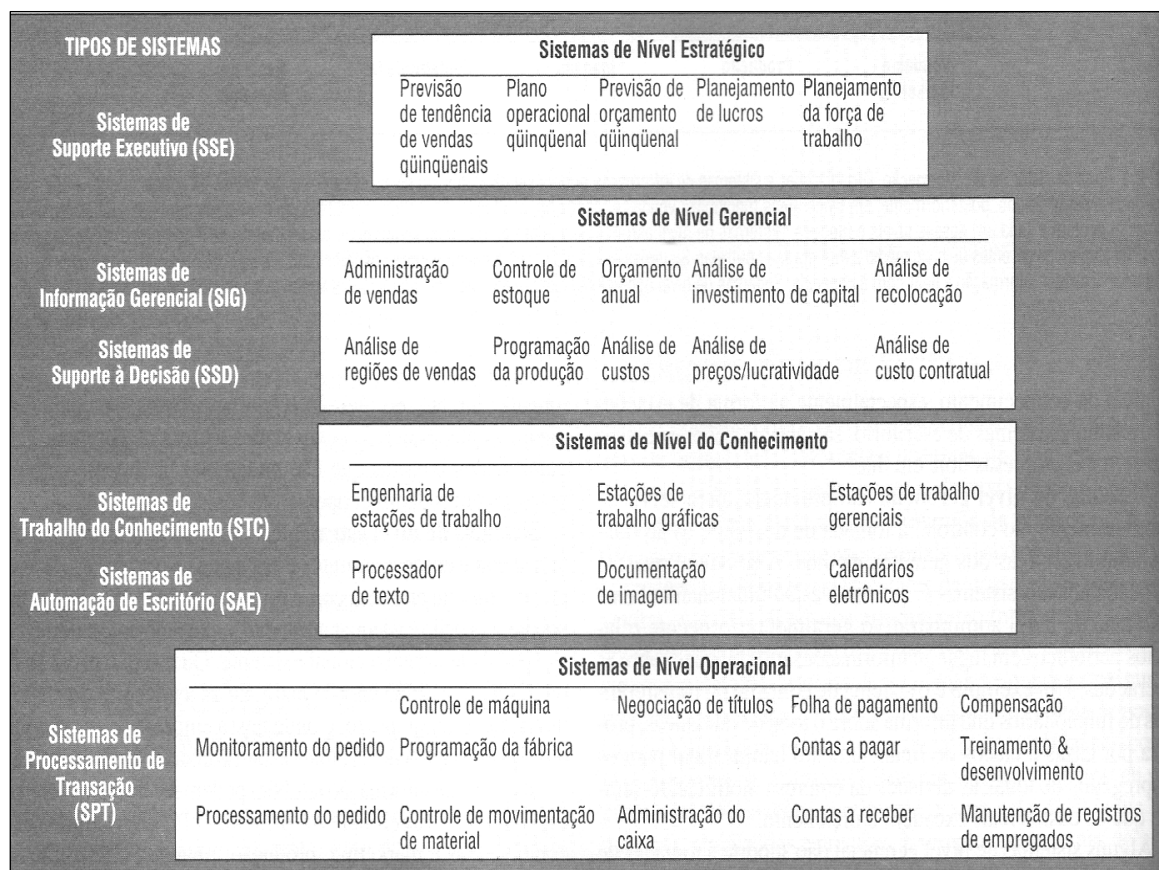 TIPOS DE SISTEMAS
Sistemas de
Suporte Executivo (SSE)
Sistemas de Nível Estratégico
Previsão
de tendência
de vendas
qüinqüenais
Plano
operacional
qüinqüenal
Previsão de
orçamento
qüinqüenal
Planejamento
de lucros
Planejamento
da força de
trabalho
Sistemas de Nível Gerencial
Sistemas de
Informação Gerencial (SIG)
Administração
de vendas
Controle de
estoque
Orçamento
anual
Análise de
investimento de capital
Análise de
recolocação
Sistemas de
Suporte à Decisão (SSD)
Análise de
regiões de vendas
Programação
da produção
Análise de
custos
Análise de
preços/lucratividade
Análise de
custo contratual
Sistemas de Nível do Conhecimento
Sistemas de
Trabalho do Conhecimento (STC)
Engenharia de
estações de trabalho
Estações de
trabalho gráficas
Estações de trabalho
gerenciais
Sistemas de
Automação de Escritório (SAE)
Processador
de texto
Documentação
de imagem
Calendários
eletrônicos
Sistemas de Nível Operacional
Sistemas de
Processamento de
Transação
(SPT)
Controle de máquina
Negociação de títulos
Folha de pagamento
Compensação
Monitoramento do pedido
Programação da fábrica
Contas a pagar
Treinamento &
desenvolvimento
Processamento do pedido
Controle de movimentação
de material
Administração do
caixa
Contas a receber
Manutenção de registros
de empregados